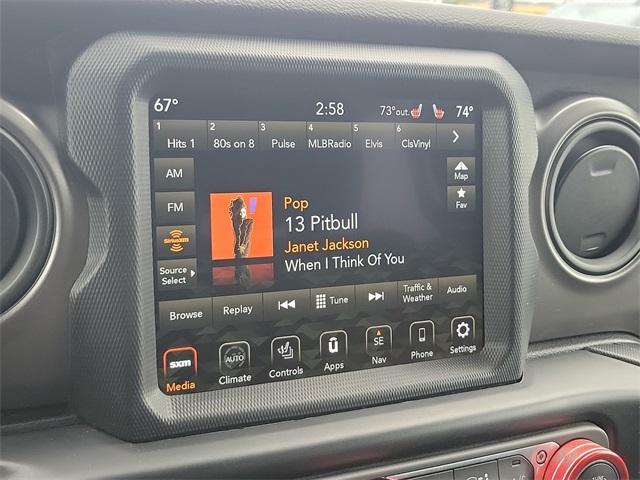 67° 2:58 73°out. 74°
1 Hits 1 2 80s on 8 3 Pulse 4 MLBRadio 5 Elvis 6 ClsVinyl
AM
Map
FM
Fav
Pop
13 Pitbull
SiriusXM
Janet Jackson
When I Think Of You
Source
Select
Browse Replay Tune Traffic & Weather Audio
sxm AUTO SE
Media Climate Controls Apps Nav Phone Settings
A/C